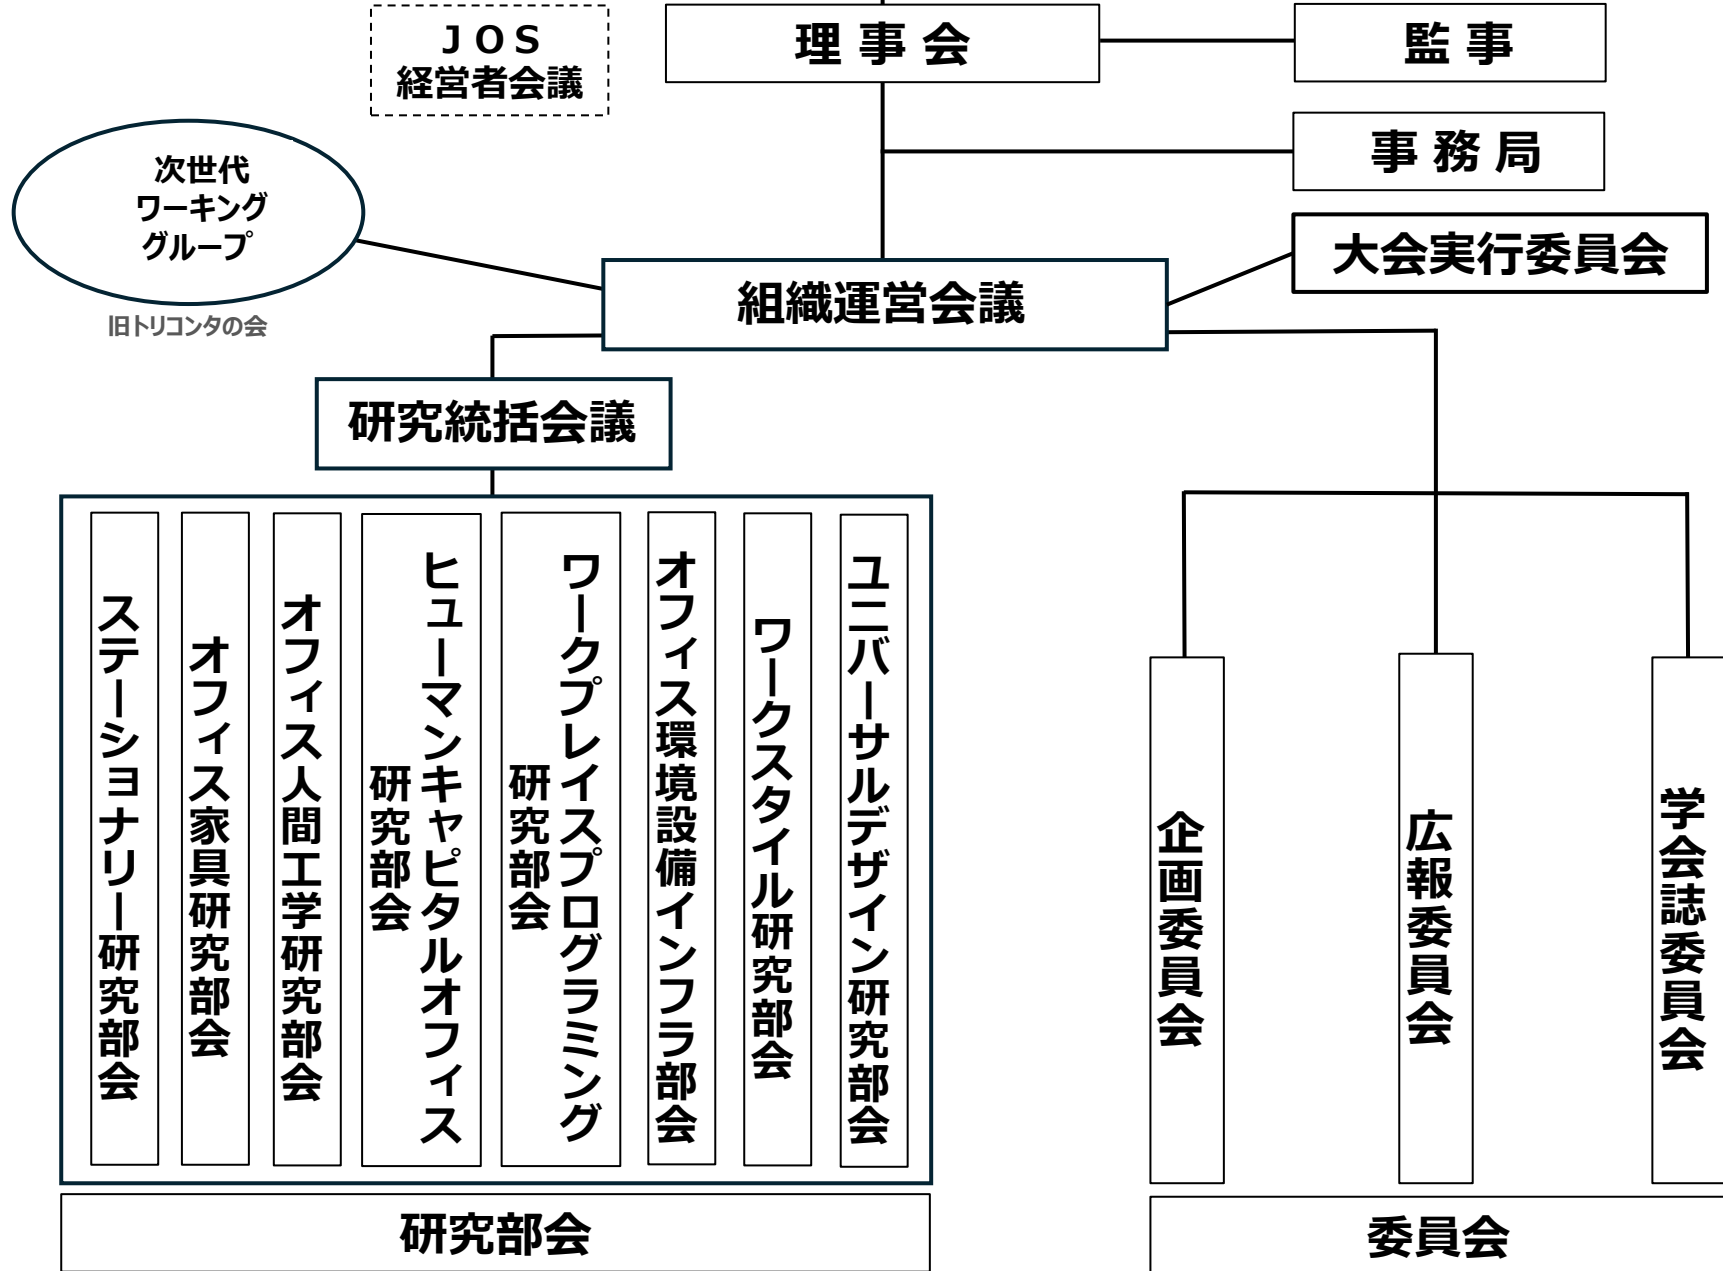 ＪＯＳ
経営者会議
理事会
監事
事務局
次世代
ワーキング
グループ
旧トリコンタの会
大会実行委員会
組織運営会議
研究統括会議
ステーショナリー研究部会
オフィス家具研究部会
オフィス人間工学研究部会
ヒューマンキャピタルオフィス
研究部会
ワークプレイスプログラミング
研究部会
オフィス環境設備インフラ部会
ワークスタイル研究部会
ユニバーサルデザイン研究部会
企画委員会
広報委員会
学会誌委員会
研究部会
委員会